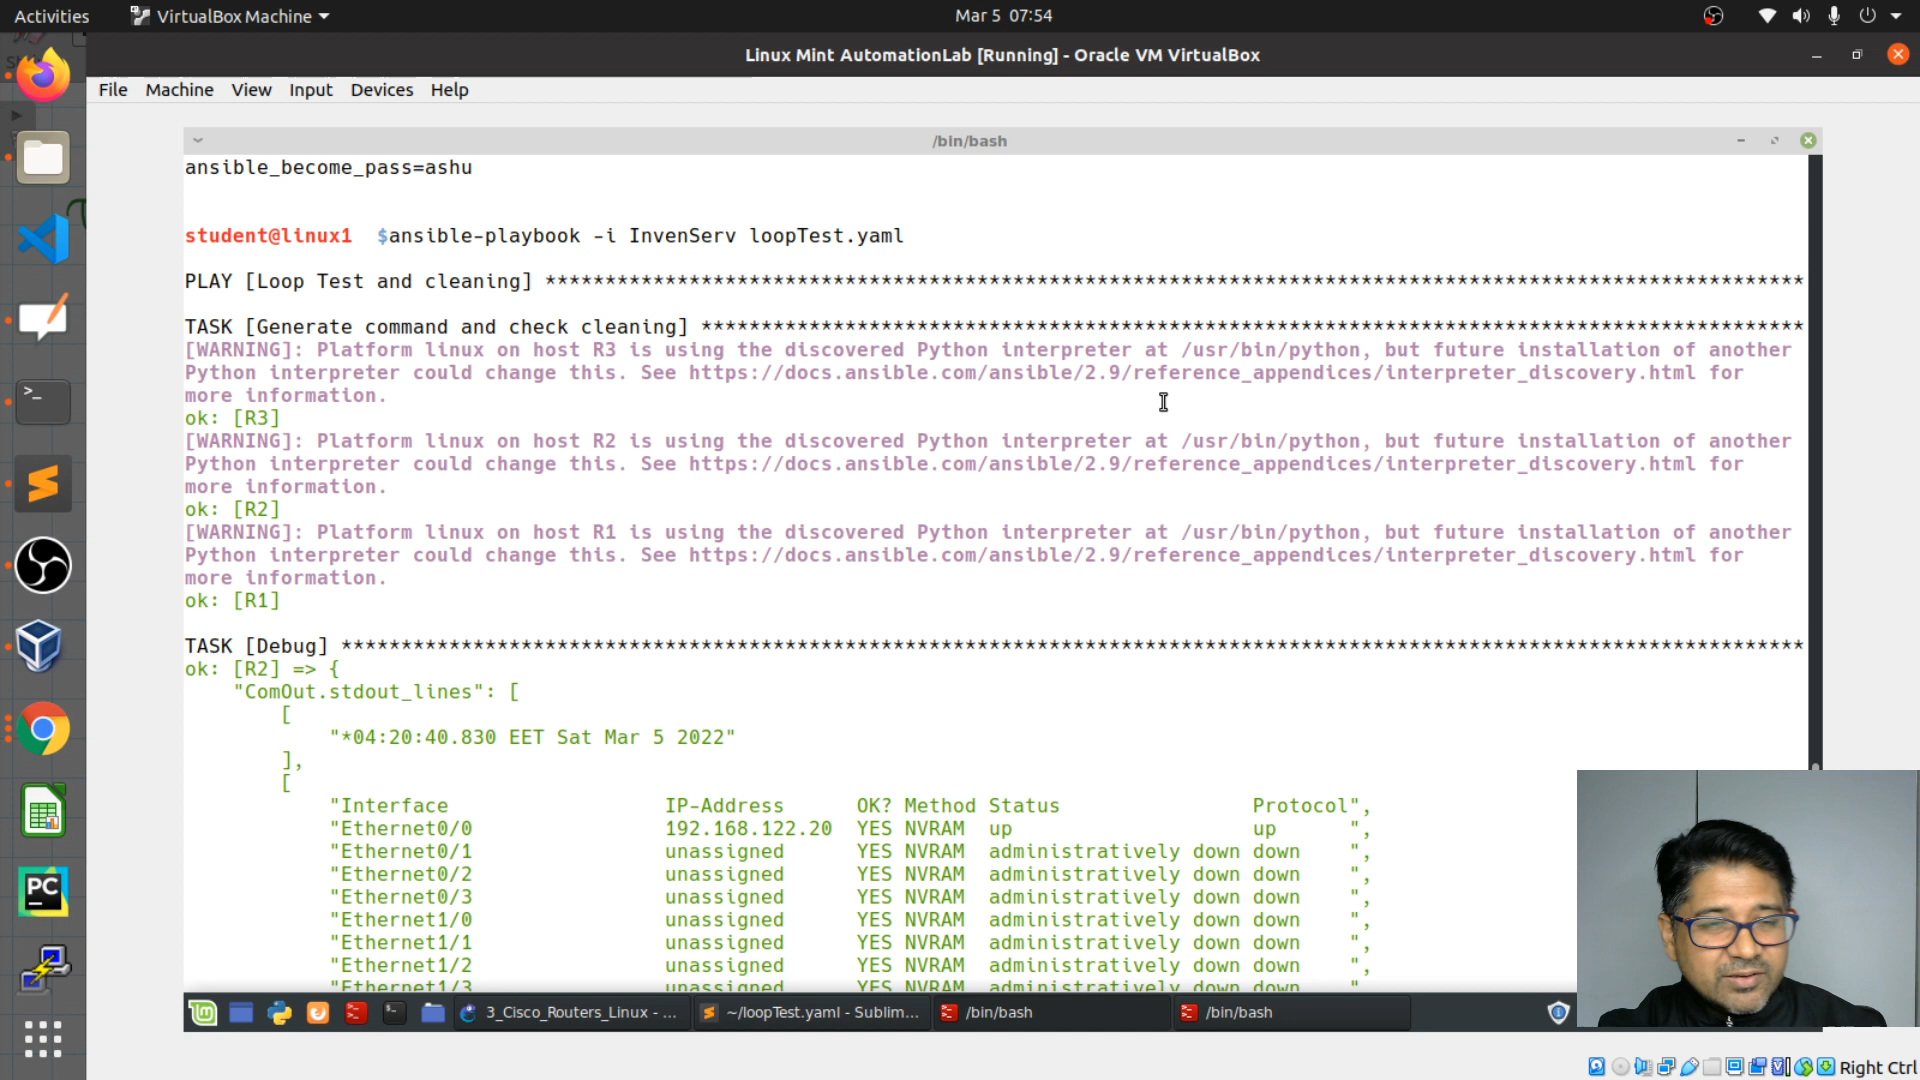 Activities
VirtualBox Machine
Mar 5 07:54
Linux Mint AutomationLab [Running] - Oracle VM VirtualBox
File Machine View Input Devices Help
/bin/bash
ansible_become_pass=ashu
student@linux1 $ansible-playbook -i InvenServ loopTest.yaml
PLAY [Loop Test and cleaning] *********************************************************************************************************
TASK [Generate command and check cleaning] ********************************************************************************************
[WARNING]: Platform linux on host R3 is using the discovered Python interpreter at /usr/bin/python, but future installation of another
Python interpreter could change this. See https://docs.ansible.com/ansible/2.9/reference_appendices/interpreter_discovery.html for
more information.
ok: [R3]
[WARNING]: Platform linux on host R2 is using the discovered Python interpreter at /usr/bin/python, but future installation of another
Python interpreter could change this. See https://docs.ansible.com/ansible/2.9/reference_appendices/interpreter_discovery.html for
more information.
ok: [R2]
[WARNING]: Platform linux on host R1 is using the discovered Python interpreter at /usr/bin/python, but future installation of another
Python interpreter could change this. See https://docs.ansible.com/ansible/2.9/reference_appendices/interpreter_discovery.html for
more information.
ok: [R1]
TASK [Debug] **************************************************************************************************************************
ok: [R2] => {
"ComOut.stdout_lines": [
[
"*04:20:40.830 EET Sat Mar 5 2022"
],
[
"Interface IP-Address OK? Method Status Protocol",
"Ethernet0/0 192.168.122.20 YES NVRAM up up ",
"Ethernet0/1 unassigned YES NVRAM administratively down down ",
"Ethernet0/2 unassigned YES NVRAM administratively down down ",
"Ethernet0/3 unassigned YES NVRAM administratively down down ",
"Ethernet1/0 unassigned YES NVRAM administratively down down ",
"Ethernet1/1 unassigned YES NVRAM administratively down down ",
"Ethernet1/2 unassigned YES NVRAM administratively down down ",
"Ethernet1/3 unassigned YES NVRAM administratively down down "
3_Cisco_Routers_Linux - ...
~/loopTest.yaml - Sublim...
/bin/bash
/bin/bash
PC
Right Ctrl